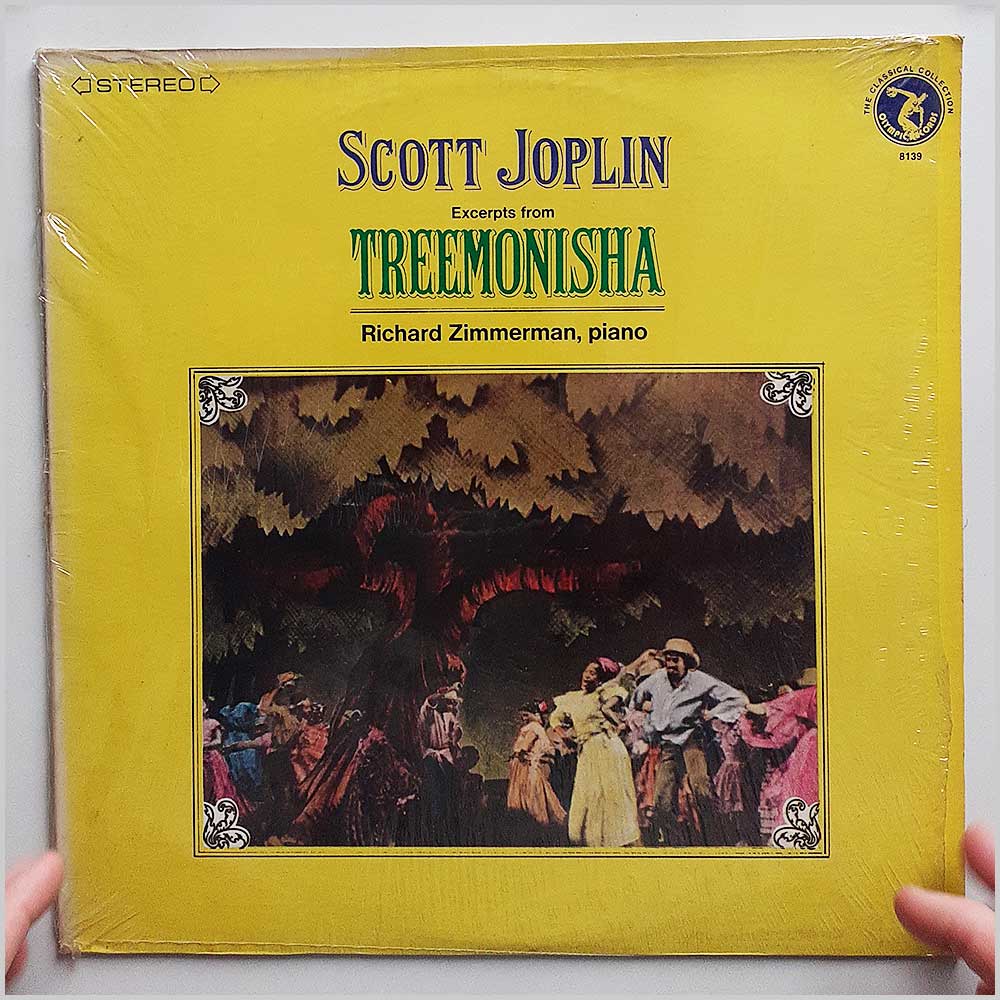 STEREO
THE CLASSICAL COLLECTION
OLYMPIC RECORDS
8139
SCOTT JOPLIN
Excerpts from
TREEMONISHA
Richard Zimmerman, piano